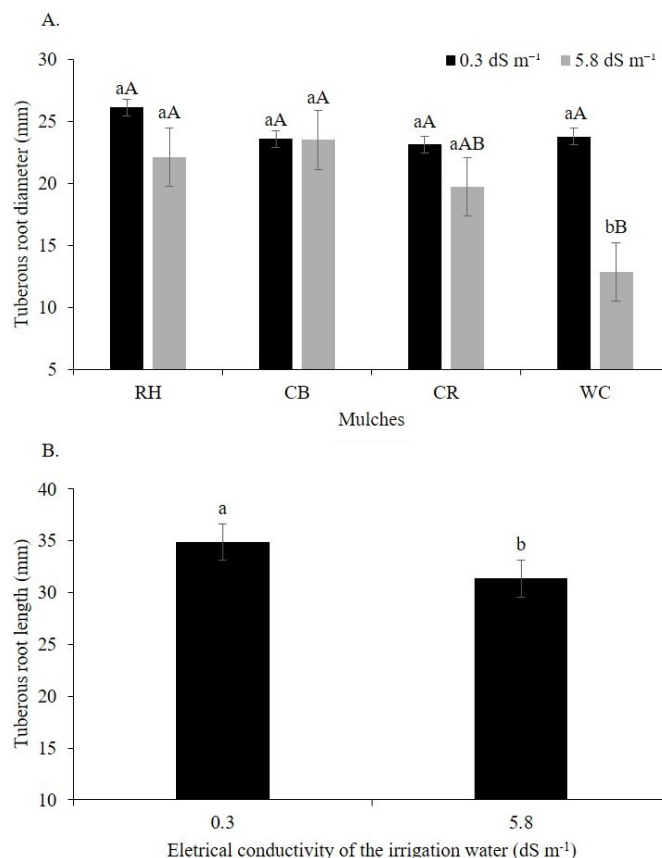 A.
■ 0.3 dS m⁻¹ ■ 5.8 dS m⁻¹
Tuberous root diameter (mm)
30
25
20
15
10
5
aA aA aA aA aA aAB aA bB
RH CB CR WC
Mulches
B.
Tuberous root length (mm)
40
35
30
25
20
15
10
a b
0.3 5.8
Eletrical conductivity of the irrigation water (dS m⁻¹)